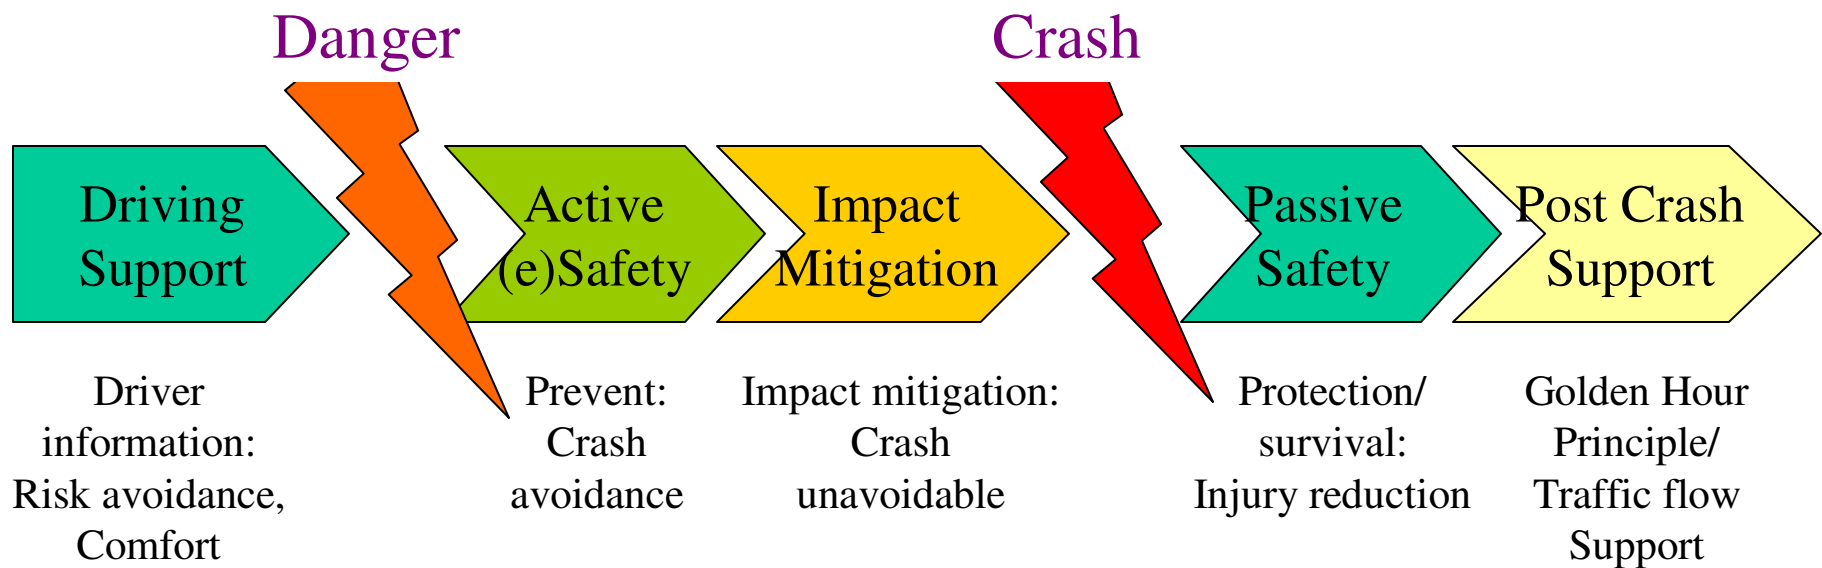 Danger
Crash
Driving
Support
Active
(e)Safety
Impact
Mitigation
Passive
Safety
Post Crash
Support
Driver
information:
Risk avoidance,
Comfort
Prevent:
Crash
avoidance
Impact mitigation:
Crash
unavoidable
Protection/
survival:
Injury reduction
Golden Hour
Principle/
Traffic flow
Support